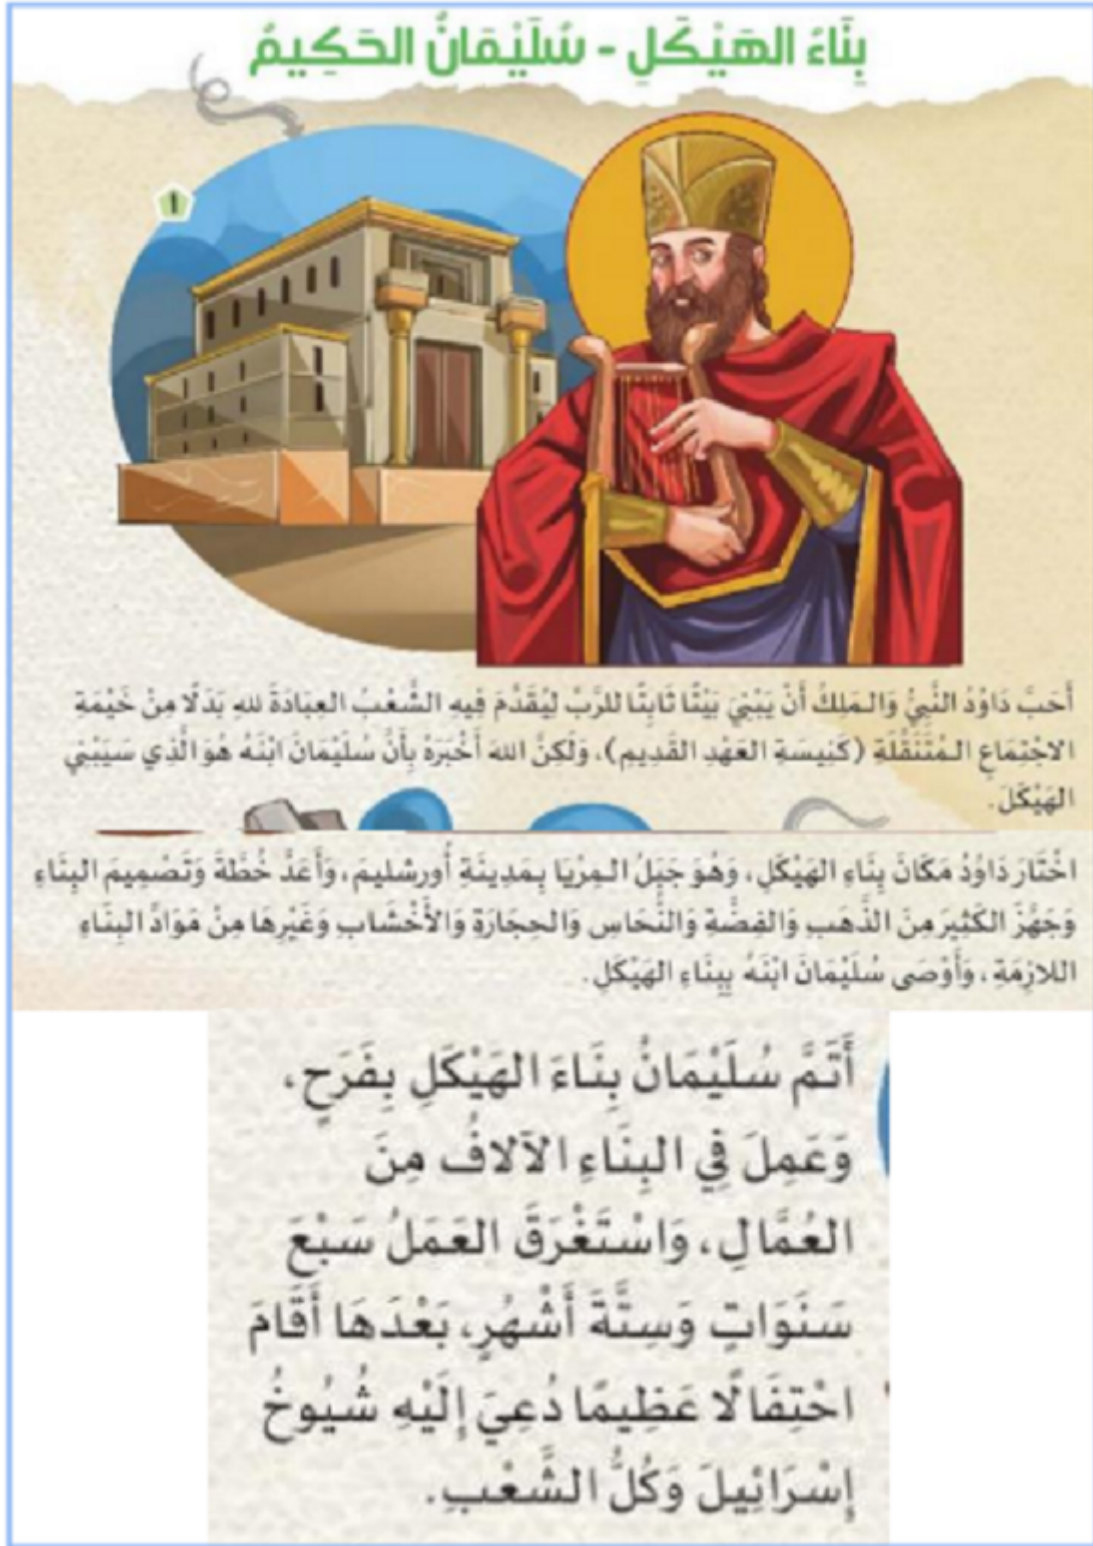 بِنَاءُ الهَيْكَلِ - سُلَيْمَانُ الحَكِيمُ
١
أَحَبَّ دَاوُدُ النَّبِيُّ وَالمَلِكُ أَنْ يَبْنِيَ بَيْتًا ثَابِتًا للرَّبِّ لِيُقَدِّمَ فِيهِ الشَّعْبُ العِبَادَةَ للهِ بَدَلًا مِنْ خَيْمَةِ
الاجْتِمَاعِ المُتَنَقِّلَةِ (كَنِيسَةِ العَهْدِ القَدِيمِ)، وَلَكِنَّ اللهَ أَخْبَرَهُ بِأَنَّ سُلَيْمَانَ ابْنَهُ هُوَ الَّذِي سَيَبْنِي
الهَيْكَلَ.
اخْتَارَ دَاوُدُ مَكَانَ بِنَاءِ الهَيْكَلِ، وَهُوَ جَبَلُ المِرْيَا بِمَدِينَةِ أُورشليمَ، وَأَعَدَّ خُطَّةَ وَتَصْمِيمَ البِنَاءِ
وَجَهَّزَ الكَثِيرَ مِنَ الذَّهَبِ وَالفِضَّةِ وَالنُّحَاسِ وَالحِجَارَةِ وَالأَخْشَابِ وَغَيْرِهَا مِنْ مَوَادِّ البِنَاءِ
اللازِمَةِ، وَأَوْصَى سُلَيْمَانَ ابْنَهُ بِبِنَاءِ الهَيْكَلِ.
أَتَمَّ سُلَيْمَانُ بِنَاءَ الهَيْكَلِ بِفَرَحٍ،
وَعَمِلَ فِي البِنَاءِ الآلافُ مِنَ
العُمَّالِ، وَاسْتَغْرَقَ العَمَلُ سَبْعَ
سَنَوَاتٍ وَسِتَّةَ أَشْهُرٍ، بَعْدَهَا أَقَامَ
احْتِفَالًا عَظِيمًا دُعِيَ إِلَيْهِ شُيُوخُ
إِسْرَائِيلَ وَكُلُّ الشَّعْبِ.